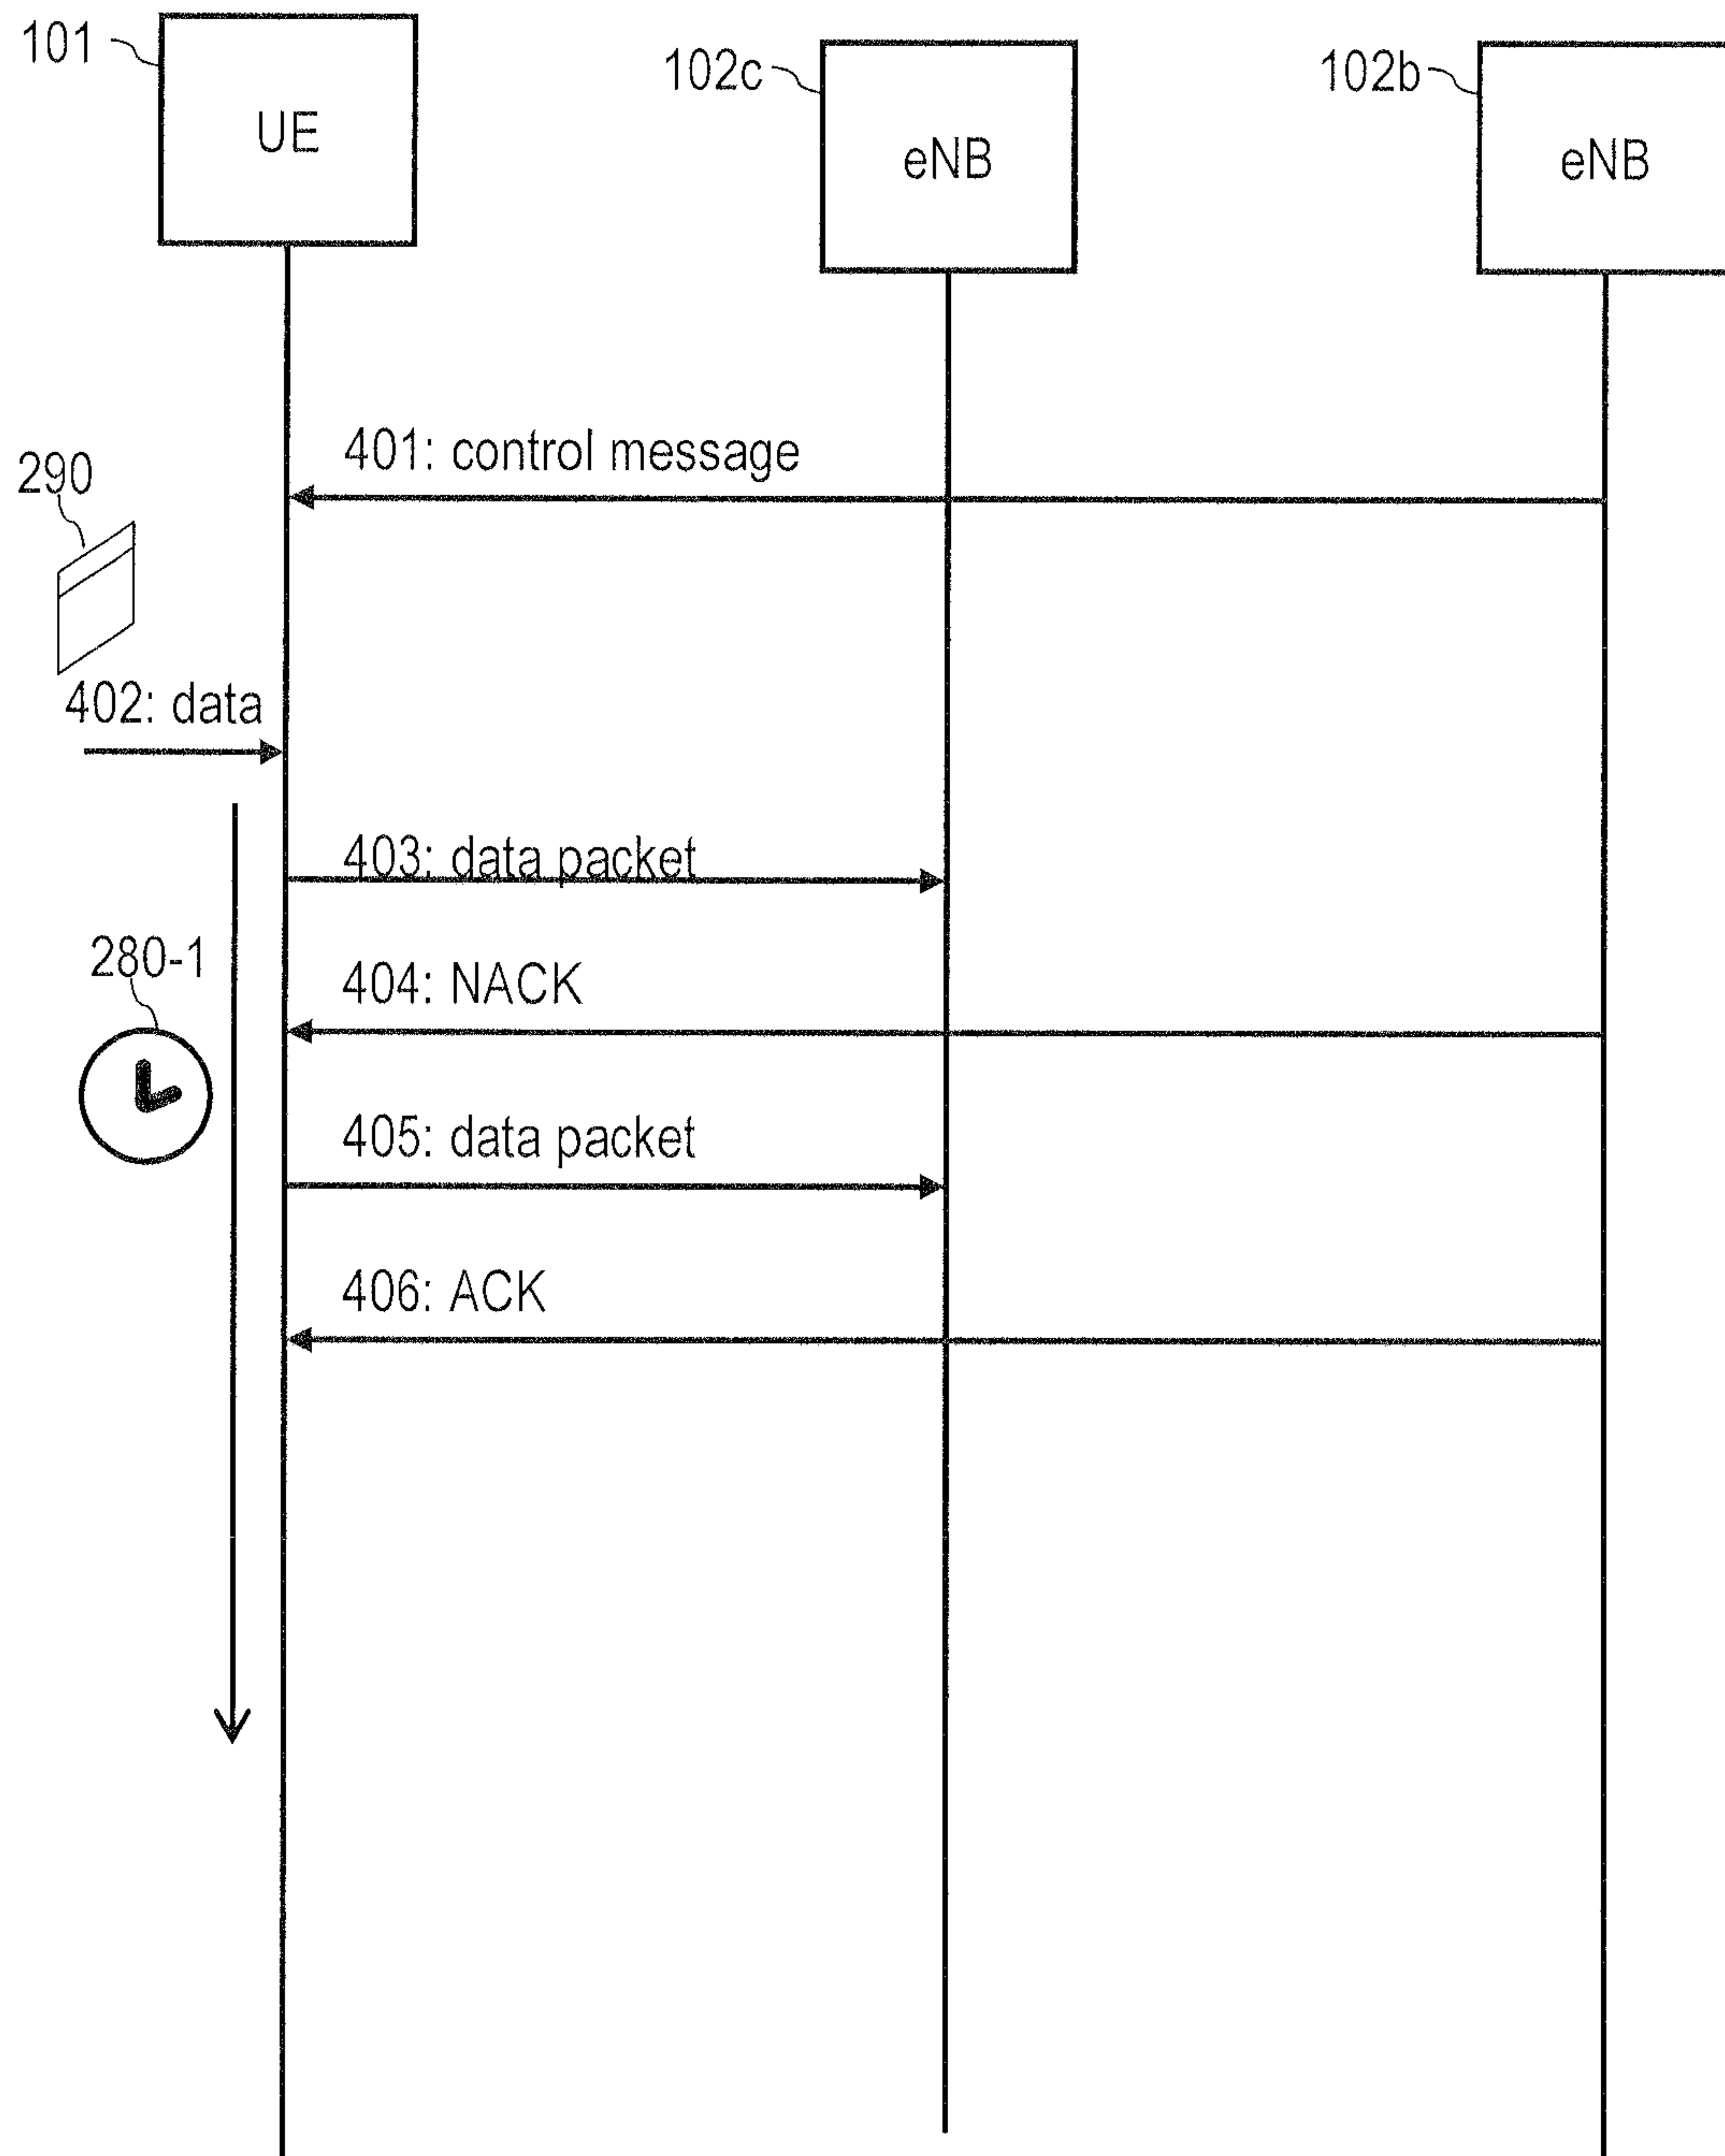 101
UE
102c
eNB
102b
eNB
401: control message
290
402: data
403: data packet
280-1
404: NACK
405: data packet
406: ACK